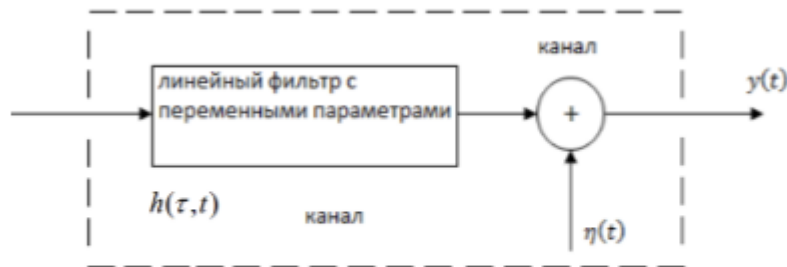 канал
y(t)
линейный фильтр с
переменными параметрами
+
h(τ,t)
канал
η(t)